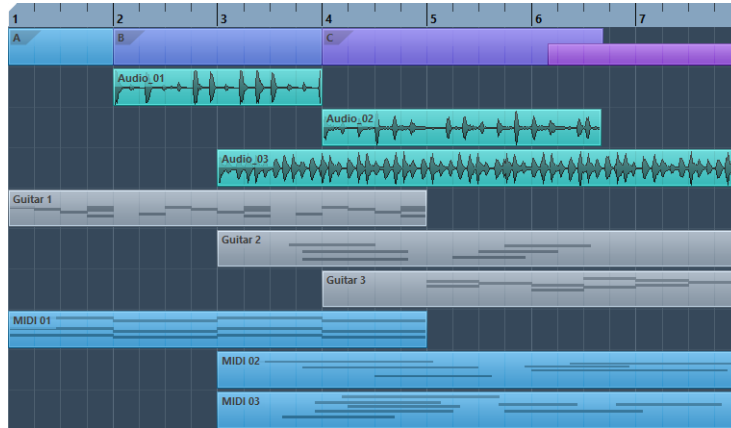 1 2 3 4 5 6 7
A B C
Audio_01
Audio_02
Audio_03
Guitar 1
Guitar 2
Guitar 3
MIDI 01
MIDI 02
MIDI 03